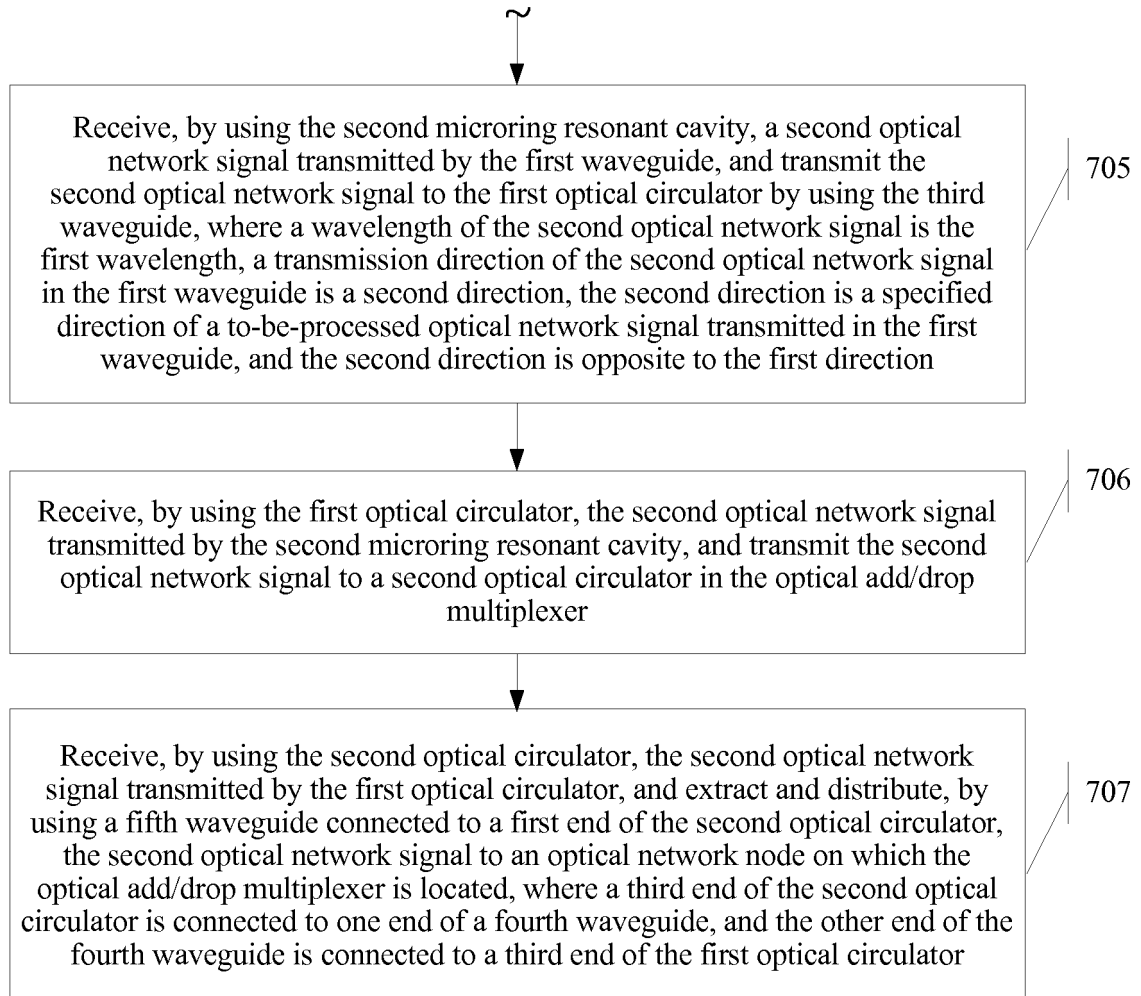 ~
Receive, by using the second microring resonant cavity, a second optical
network signal transmitted by the first waveguide, and transmit the
second optical network signal to the first optical circulator by using the third
waveguide, where a wavelength of the second optical network signal is the
first wavelength, a transmission direction of the second optical network signal
in the first waveguide is a second direction, the second direction is a specified
direction of a to-be-processed optical network signal transmitted in the first
waveguide, and the second direction is opposite to the first direction
705
Receive, by using the first optical circulator, the second optical network signal
transmitted by the second microring resonant cavity, and transmit the second
optical network signal to a second optical circulator in the optical add/drop
multiplexer
706
Receive, by using the second optical circulator, the second optical network
signal transmitted by the first optical circulator, and extract and distribute, by
using a fifth waveguide connected to a first end of the second optical circulator,
the second optical network signal to an optical network node on which the
optical add/drop multiplexer is located, where a third end of the second optical
circulator is connected to one end of a fourth waveguide, and the other end of the
fourth waveguide is connected to a third end of the first optical circulator
707